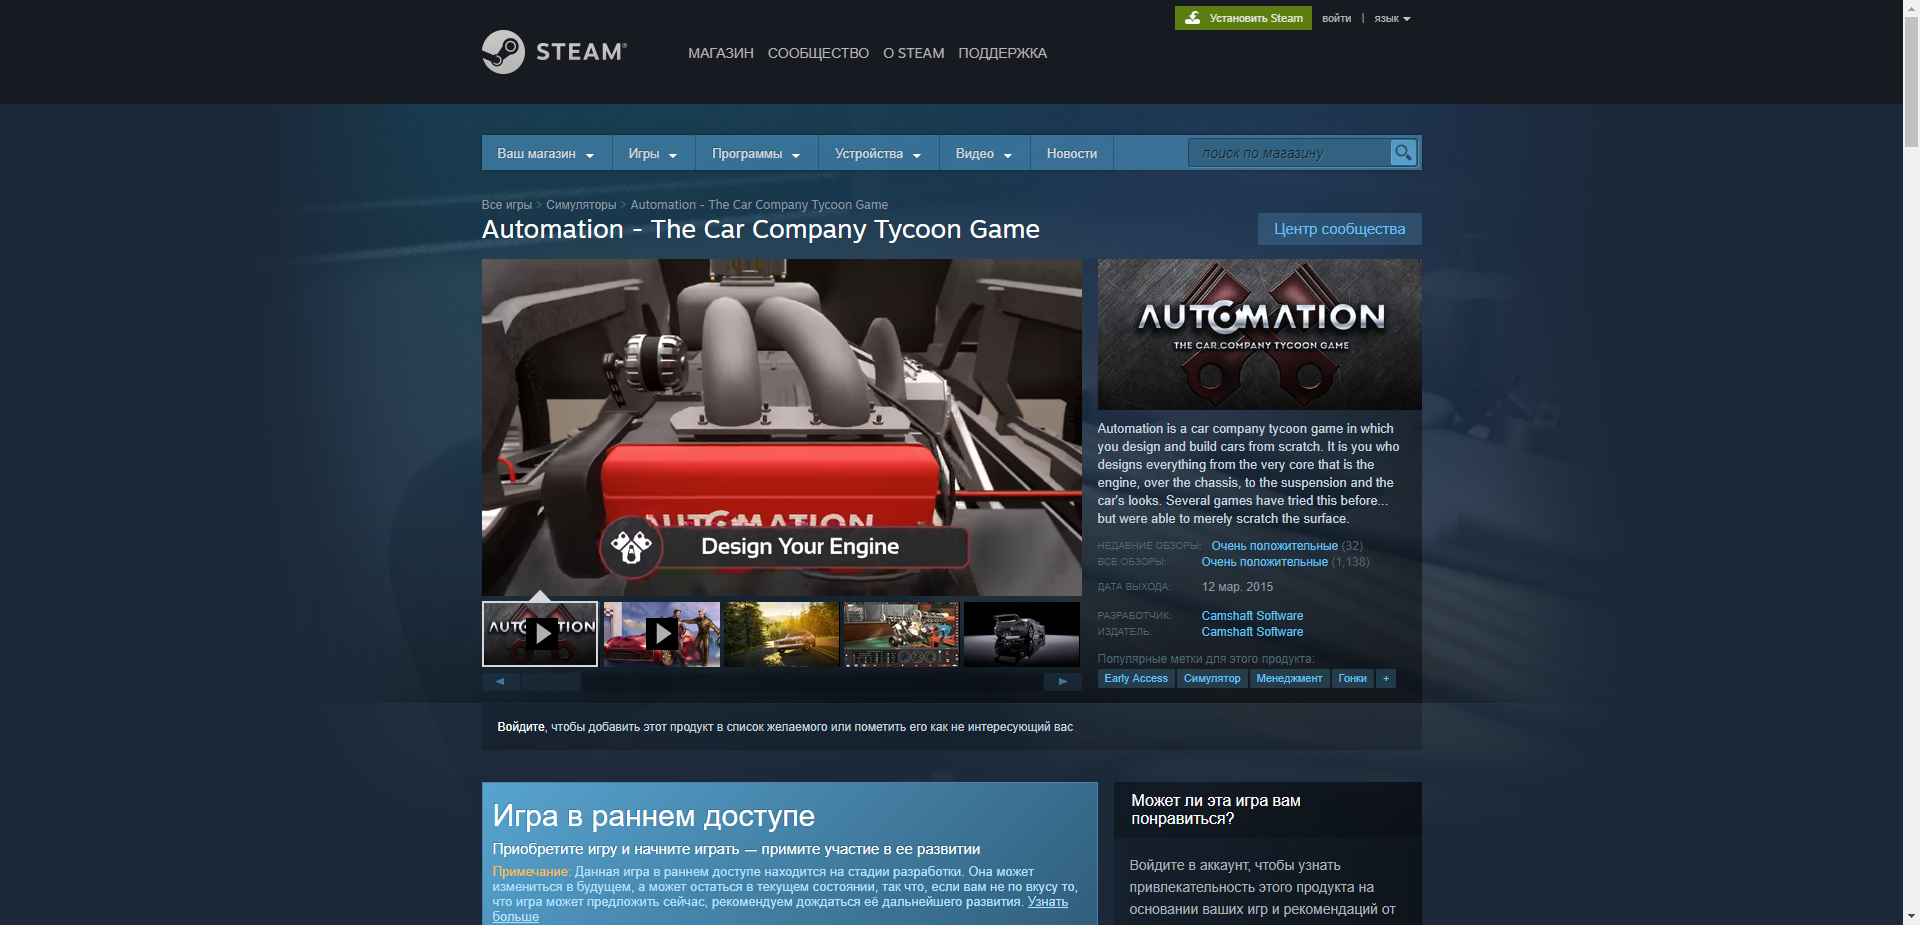 Установить Steam войти | язык
STEAM®
МАГАЗИН СООБЩЕСТВО О STEAM ПОДДЕРЖКА
Ваш магазин Игры Программы Устройства Видео Новости поиск по магазину
Все игры > Симуляторы > Automation - The Car Company Tycoon Game
Automation - The Car Company Tycoon Game
Центр сообщества
AUTOMATION
Design Your Engine
AUTOMATION
AUTOMATION
THE CAR COMPANY TYCOON GAME
Automation is a car company tycoon game in which
you design and build cars from scratch. It is you who
designs everything from the very core that is the
engine, over the chassis, to the suspension and the
car's looks. Several games have tried this before...
but were able to merely scratch the surface.
НЕДАВНИЕ ОБЗОРЫ: Очень положительные (32)
ВСЕ ОБЗОРЫ: Очень положительные (1,138)
ДАТА ВЫХОДА: 12 мар. 2015
РАЗРАБОТЧИК: Camshaft Software
ИЗДАТЕЛЬ: Camshaft Software
Популярные метки для этого продукта:
Early Access Симулятор Менеджмент Гонки +
Войдите, чтобы добавить этот продукт в список желаемого или пометить его как не интересующий вас
Игра в раннем доступе
Приобретите игру и начните играть — примите участие в ее развитии
Примечание: Данная игра в раннем доступе находится на стадии разработки. Она может
измениться в будущем, а может остаться в текущем состоянии, так что, если вам не по вкусу то,
что игра может предложить сейчас, рекомендуем дождаться её дальнейшего развития. Узнать
больше
Может ли эта игра вам
понравиться?
Войдите в аккаунт, чтобы узнать
привлекательность этого продукта на
основании ваших игр и рекомендаций от